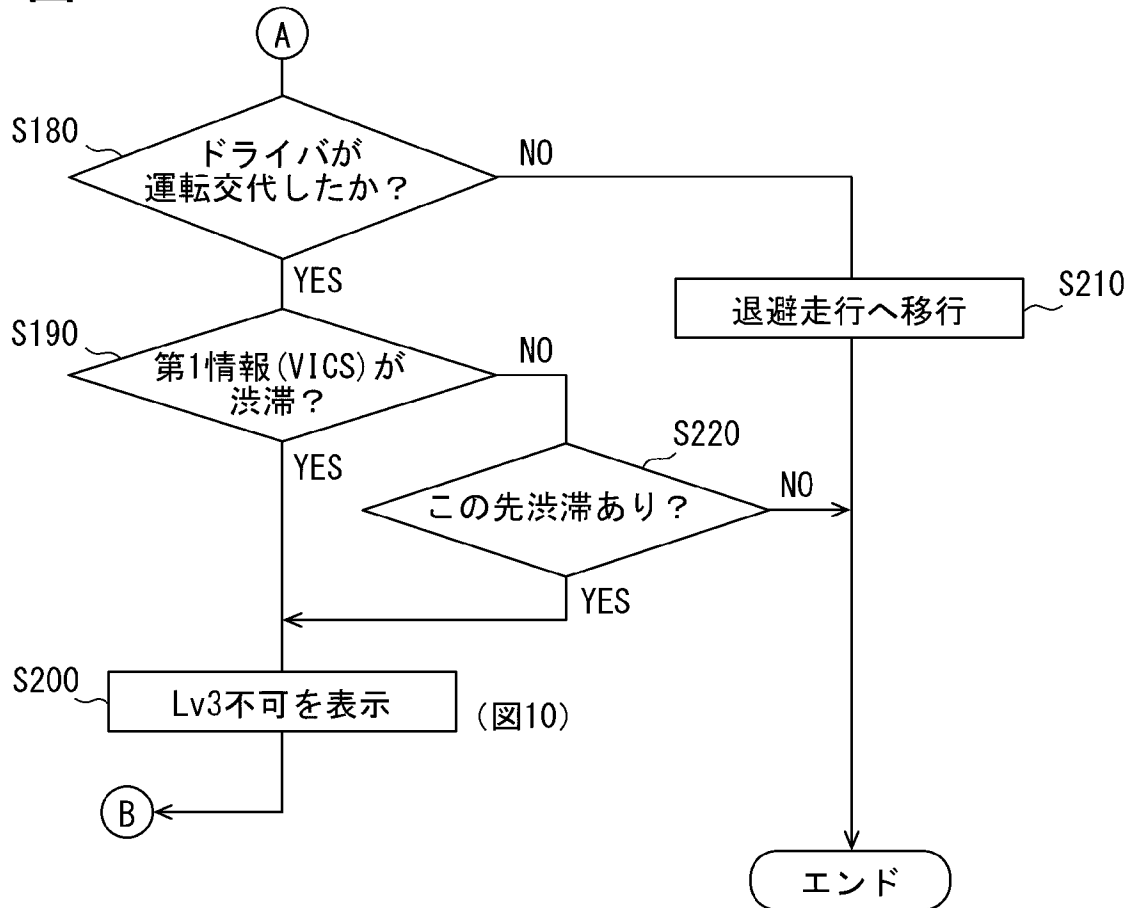 A
S180
ドライバが
運転交代したか?
NO
YES
S210
退避走行へ移行
S190
第1情報(VICS)が
渋滞?
NO
YES
S220
この先渋滞あり?
NO
YES
S200
Lv3不可を表示
(図10)
B
エンド